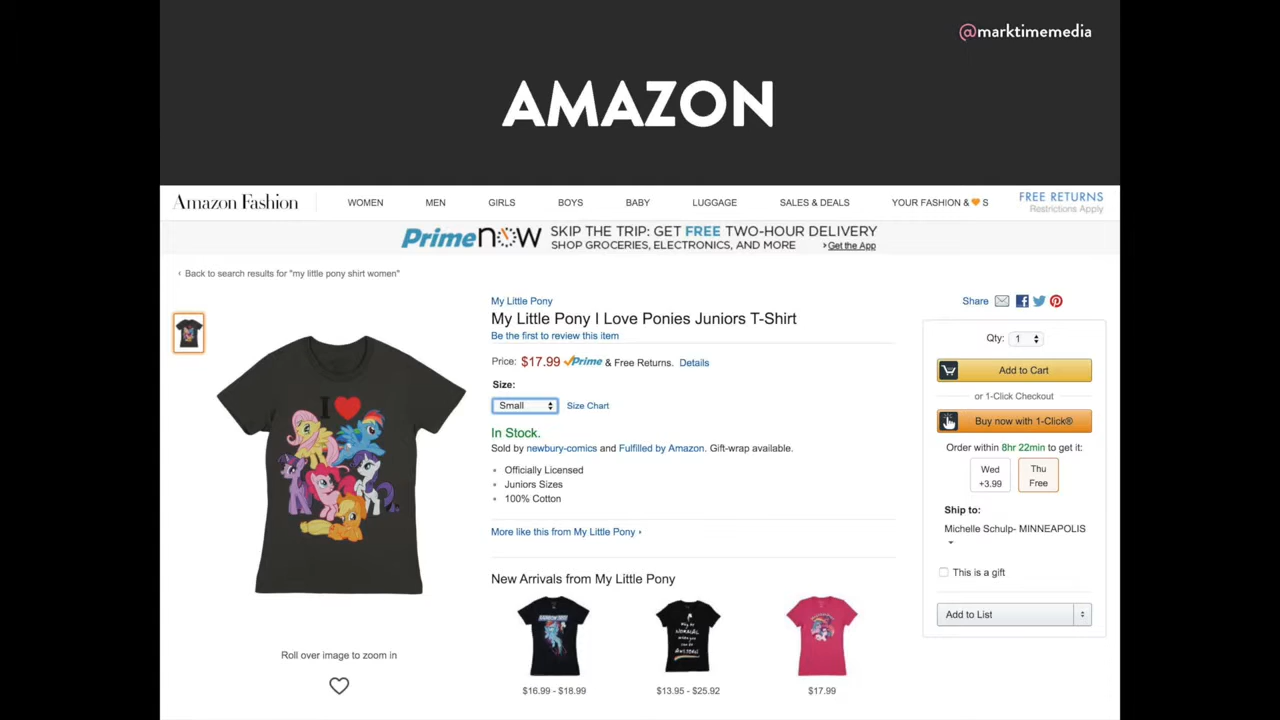 @marktimemedia
AMAZON
Amazon Fashion
WOMEN MEN GIRLS BOYS BABY LUGGAGE SALES & DEALS YOUR FASHION & 🧡 S
FREE RETURNS
Restrictions Apply
PrimeNOW SKIP THE TRIP: GET FREE TWO-HOUR DELIVERY
SHOP GROCERIES, ELECTRONICS, AND MORE › Get the App
‹ Back to search results for "my little pony shirt women"
I
Roll over image to zoom in
My Little Pony
My Little Pony I Love Ponies Juniors T-Shirt
Be the first to review this item
Price: $17.99 Prime & Free Returns. Details
Size:
Small Size Chart
In Stock.
Sold by newbury-comics and Fulfilled by Amazon. Gift-wrap available.
• Officially Licensed
• Juniors Sizes
• 100% Cotton
More like this from My Little Pony ›
New Arrivals from My Little Pony
$16.99 - $18.99 $13.95 - $25.92 $17.99
Share
Qty: 1
Add to Cart
or 1-Click Checkout
Buy now with 1-Click®
Order within 8hr 22min to get it:
Wed Thu
+3.99 Free
Ship to:
Michelle Schulp- MINNEAPOLIS
This is a gift
Add to List